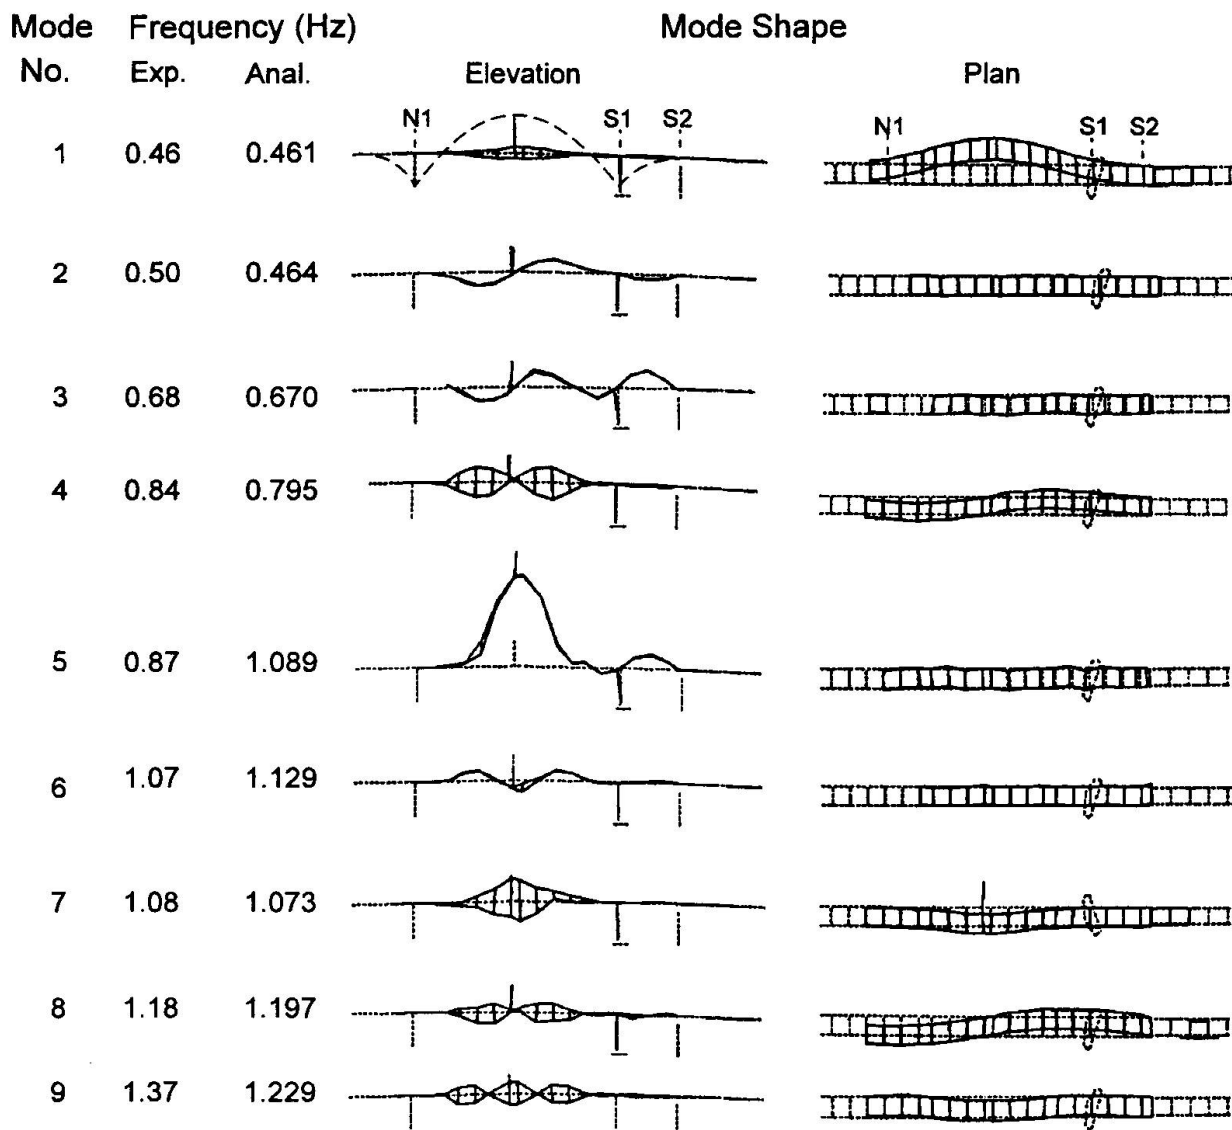 Mode Frequency (Hz) Mode Shape
No. Exp. Anal. Elevation Plan
N1 S1 S2 N1 S1 S2
1 0.46 0.461
2 0.50 0.464
3 0.68 0.670
4 0.84 0.795
5 0.87 1.089
6 1.07 1.129
7 1.08 1.073
8 1.18 1.197
9 1.37 1.229